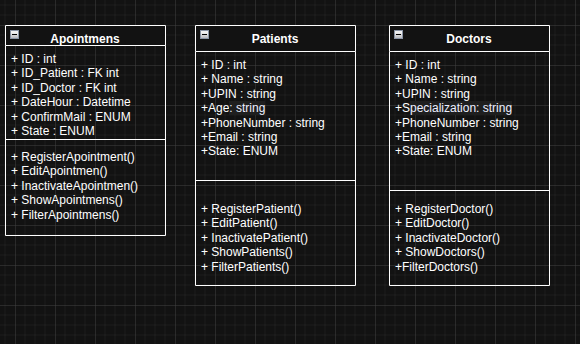 Apointmens
+ ID : int
+ ID_Patient : FK int
+ ID_Doctor : FK int
+ DateHour : Datetime
+ ConfirmMail : ENUM
+ State : ENUM
+ RegisterApointment()
+ EditApointmen()
+ InactivateApointmen()
+ ShowApointmens()
+ FilterApointmens()
Patients
+ ID : int
+ Name : string
+UPIN : string
+Age: string
+PhoneNumber : string
+Email : string
+State: ENUM
+ RegisterPatient()
+ EditPatient()
+ InactivatePatient()
+ ShowPatients()
+ FilterPatients()
Doctors
+ ID : int
+ Name : string
+UPIN : string
+Specialization: string
+PhoneNumber : string
+Email : string
+State: ENUM
+ RegisterDoctor()
+ EditDoctor()
+ InactivateDoctor()
+ ShowDoctors()
+FilterDoctors()